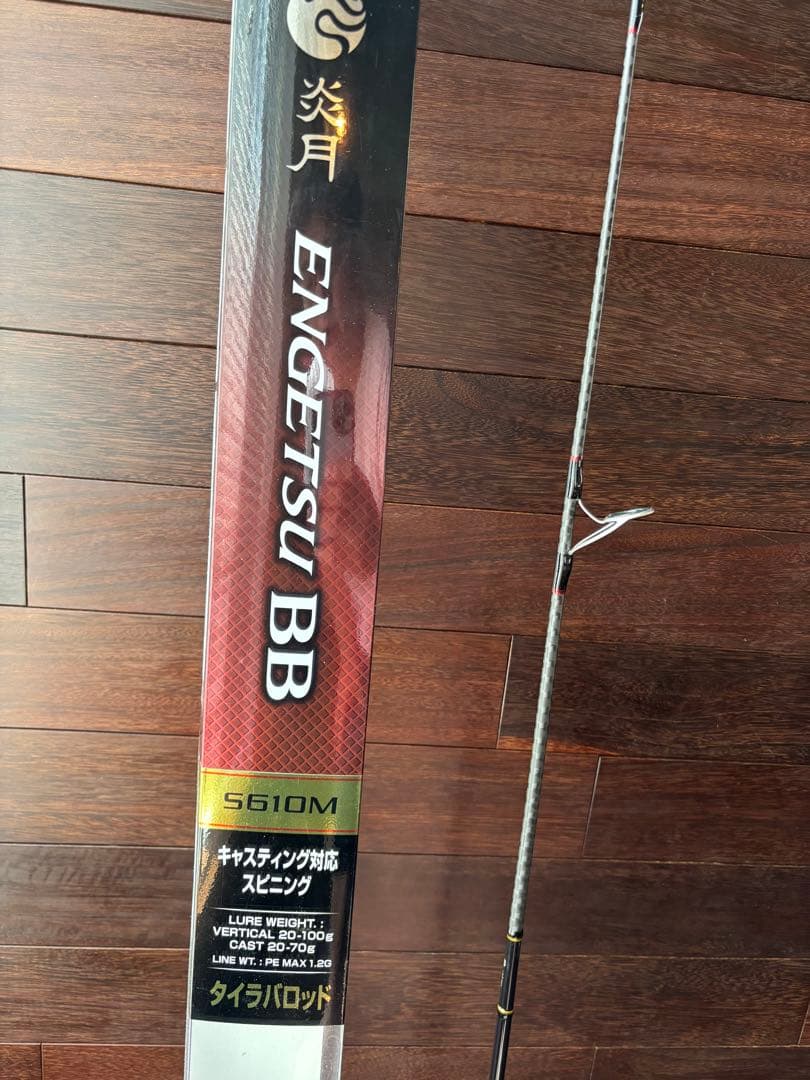 炎月
ENGETSU BB
S610M
キャスティング対応
スピニング
LURE WEIGHT. :
VERTICAL 20-100g
CAST 20-70g
LINE WT. : PE MAX 1.2G
タイラバロッド